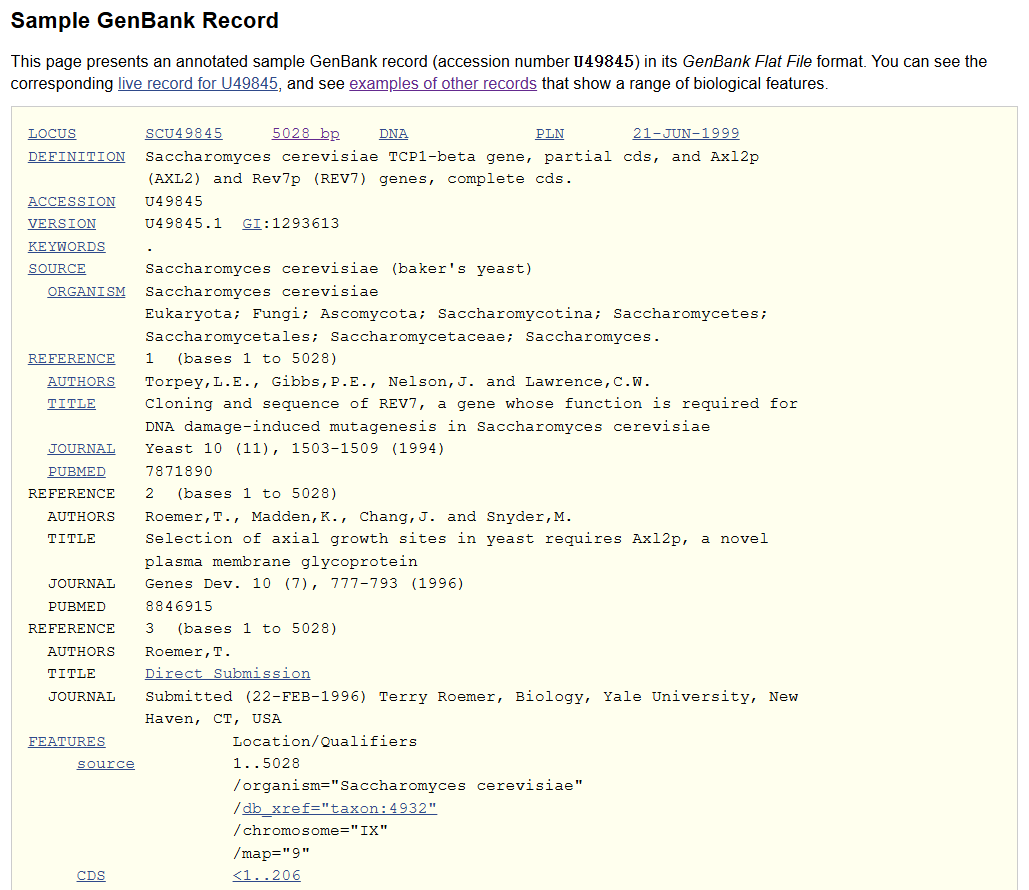 Sample GenBank Record
This page presents an annotated sample GenBank record (accession number U49845) in its GenBank Flat File format. You can see the
corresponding live record for U49845, and see examples of other records that show a range of biological features.
LOCUS SCU49845 5028 bp DNA PLN 21-JUN-1999
DEFINITION Saccharomyces cerevisiae TCP1-beta gene, partial cds, and Axl2p
(AXL2) and Rev7p (REV7) genes, complete cds.
ACCESSION U49845
VERSION U49845.1 GI:1293613
KEYWORDS .
SOURCE Saccharomyces cerevisiae (baker's yeast)
ORGANISM Saccharomyces cerevisiae
Eukaryota; Fungi; Ascomycota; Saccharomycotina; Saccharomycetes;
Saccharomycetales; Saccharomycetaceae; Saccharomyces.
REFERENCE 1 (bases 1 to 5028)
AUTHORS Torpey,L.E., Gibbs,P.E., Nelson,J. and Lawrence,C.W.
TITLE Cloning and sequence of REV7, a gene whose function is required for
DNA damage-induced mutagenesis in Saccharomyces cerevisiae
JOURNAL Yeast 10 (11), 1503-1509 (1994)
PUBMED 7871890
REFERENCE 2 (bases 1 to 5028)
AUTHORS Roemer,T., Madden,K., Chang,J. and Snyder,M.
TITLE Selection of axial growth sites in yeast requires Axl2p, a novel
plasma membrane glycoprotein
JOURNAL Genes Dev. 10 (7), 777-793 (1996)
PUBMED 8846915
REFERENCE 3 (bases 1 to 5028)
AUTHORS Roemer,T.
TITLE Direct Submission
JOURNAL Submitted (22-FEB-1996) Terry Roemer, Biology, Yale University, New
Haven, CT, USA
FEATURES Location/Qualifiers
source 1..5028
/organism="Saccharomyces cerevisiae"
/db_xref="taxon:4932"
/chromosome="IX"
/map="9"
CDS <1..206